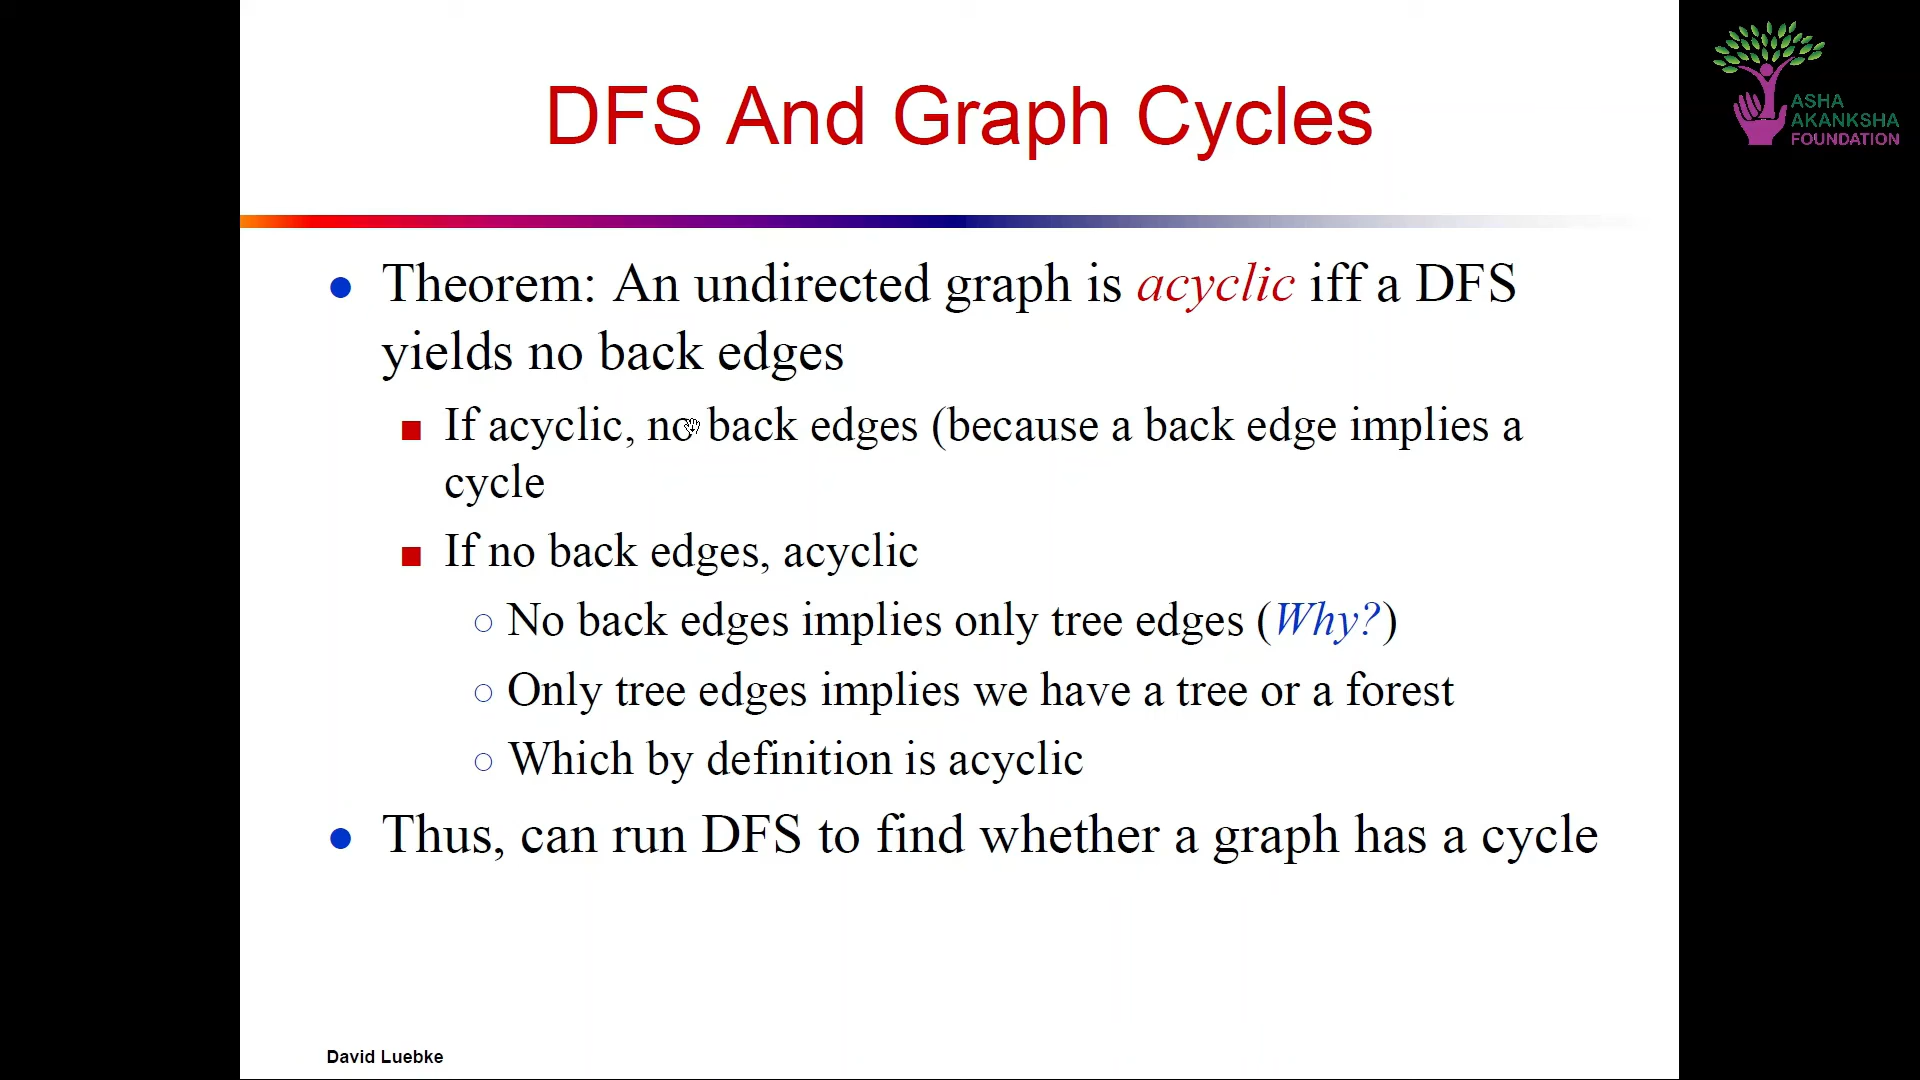 DFS And Graph Cycles
ASHA
AKANKSHA
FOUNDATION
Theorem: An undirected graph is acyclic iff a DFS
yields no back edges
If acyclic, no back edges (because a back edge implies a
cycle
If no back edges, acyclic
No back edges implies only tree edges (Why?)
Only tree edges implies we have a tree or a forest
Which by definition is acyclic
Thus, can run DFS to find whether a graph has a cycle
David Luebke